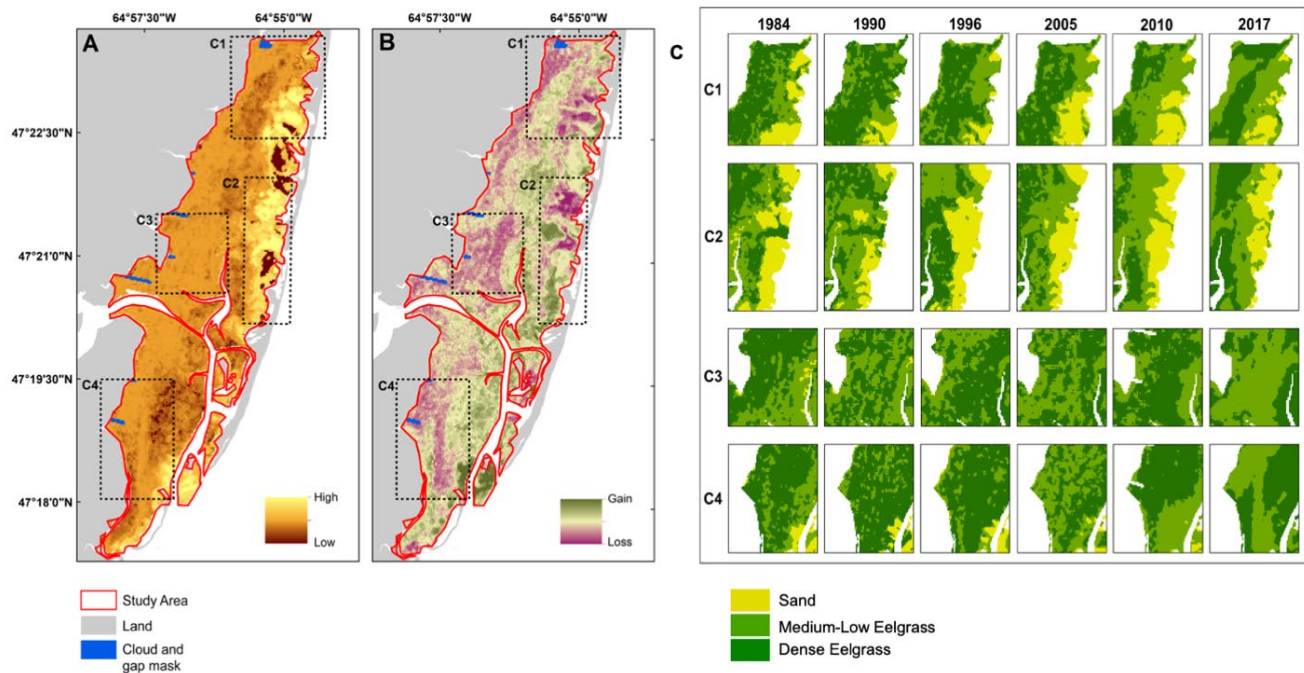 64°57'30"W 64°55'0"W 64°57'30"W 64°55'0"W
A
C1
C2
C3
C4
High
Low
47°22'30"N
47°21'0"N
47°19'30"N
47°18'0"N
B
C1
C2
C3
C4
Gain
Loss
C
1984 1990 1996 2005 2010 2017
C1
C2
C3
C4
Study Area
Land
Cloud and
gap mask
Sand
Medium-Low Eelgrass
Dense Eelgrass